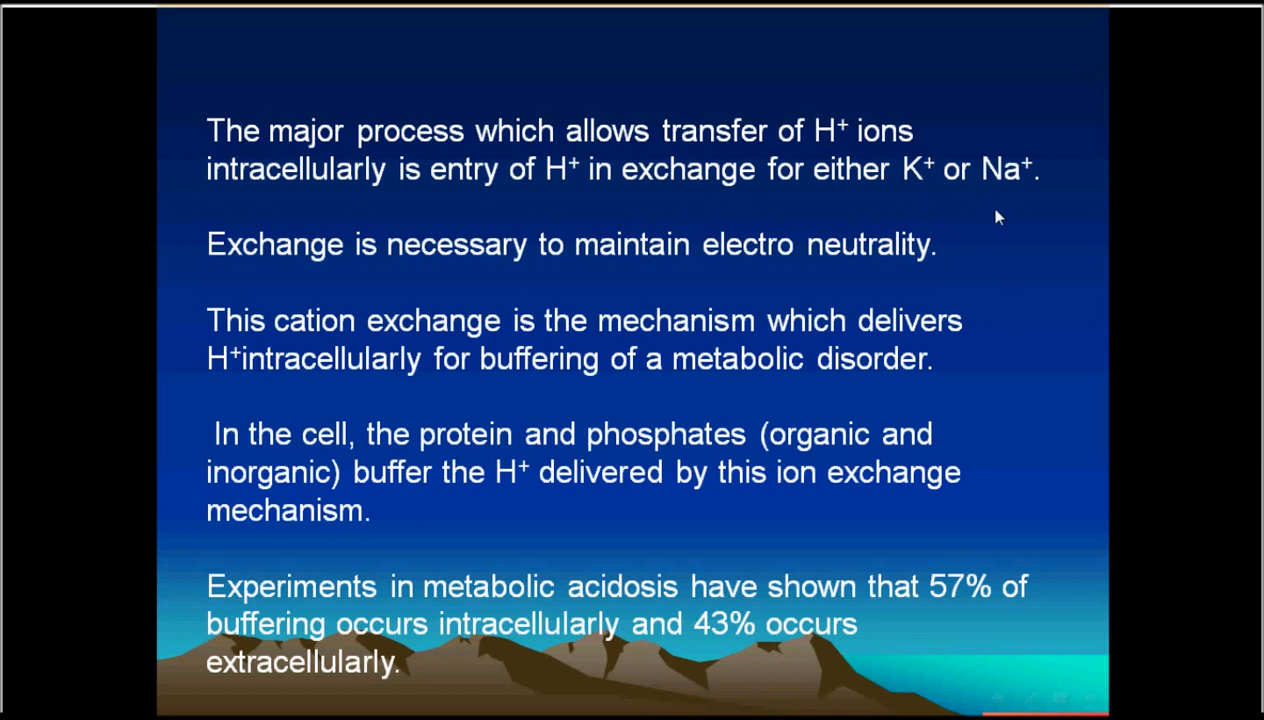 The major process which allows transfer of H⁺ ions
intracellularly is entry of H⁺ in exchange for either K⁺ or Na⁺.
Exchange is necessary to maintain electro neutrality.
This cation exchange is the mechanism which delivers
H⁺intracellularly for buffering of a metabolic disorder.
In the cell, the protein and phosphates (organic and
inorganic) buffer the H⁺ delivered by this ion exchange
mechanism.
Experiments in metabolic acidosis have shown that 57% of
buffering occurs intracellularly and 43% occurs
extracellularly.